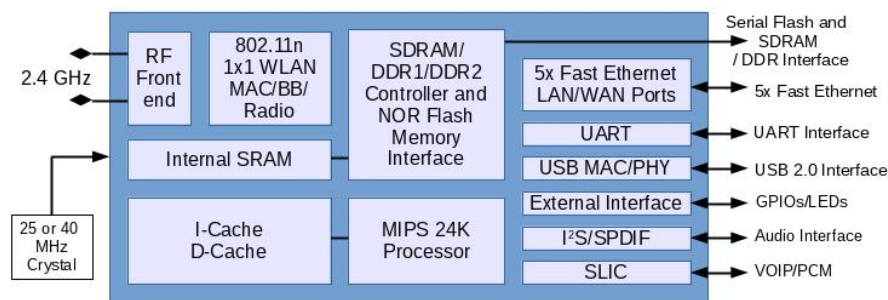 2.4 GHz
RF
Front
end
802.11n
1x1 WLAN
MAC/BB/
Radio
SDRAM/
DDR1/DDR2
Controller and
NOR Flash
Memory
Interface
Internal SRAM
I-Cache
D-Cache
MIPS 24K
Processor
25 or 40
MHz
Crystal
5x Fast Ethernet
LAN/WAN Ports
UART
USB MAC/PHY
External Interface
I²S/SPDIF
SLIC
Serial Flash and
SDRAM
/ DDR Interface
5x Fast Ethernet
UART Interface
USB 2.0 Interface
GPIOs/LEDs
Audio Interface
VOIP/PCM